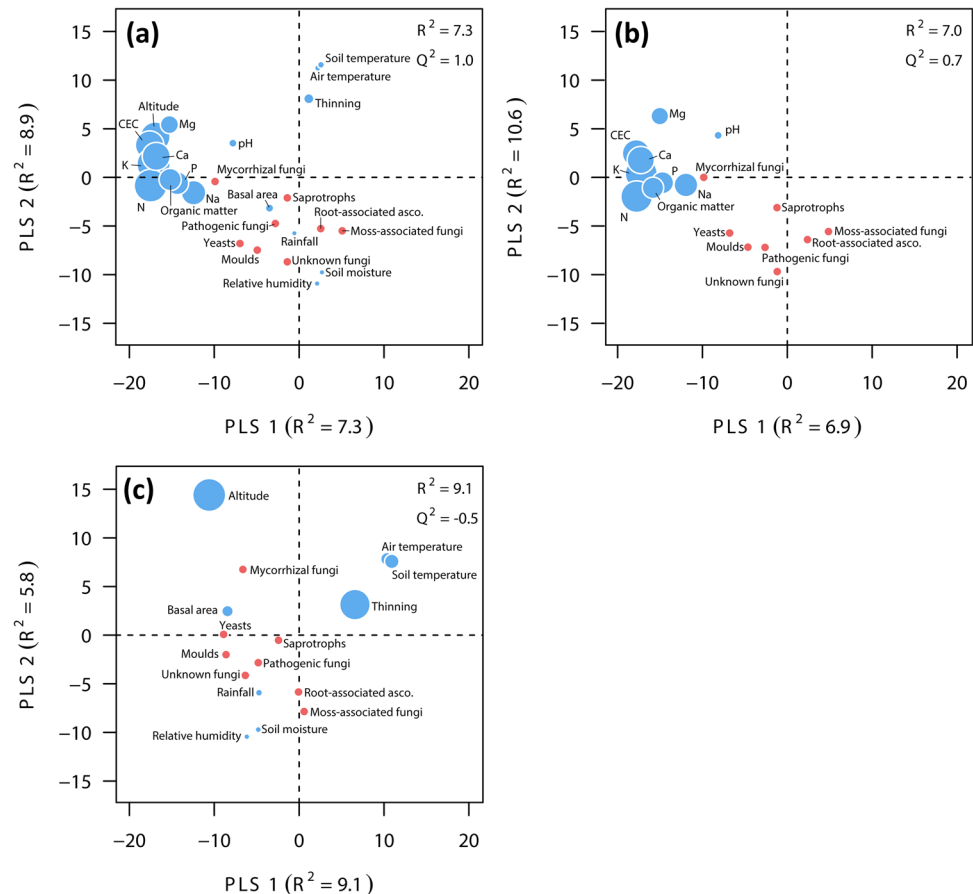 (a)
R² = 7.3
Q² = 1.0
Soil temperature
Air temperature
Thinning
Altitude
Mg
CEC
pH
Ca
K
P
Mycorrhizal fungi
N
Organic matter
Na
Basal area
Saprotrophs
Root-associated asco.
Pathogenic fungi
Rainfall
Moss-associated fungi
Yeasts
Moulds
Unknown fungi
Soil moisture
Relative humidity
15
10
5
0
−5
−10
−15
−20 −10 0 10 20
PLS 2 (R² = 8.9)
PLS 1 (R² = 7.3)
(b)
R² = 7.0
Q² = 0.7
Mg
CEC
pH
Ca
K
P
Mycorrhizal fungi
N
Organic matter
Na
Saprotrophs
Yeasts
Moss-associated fungi
Moulds
Root-associated asco.
Pathogenic fungi
Unknown fungi
15
10
5
0
−5
−10
−15
−20 −10 0 10 20
PLS 2 (R² = 10.6)
PLS 1 (R² = 6.9)
(c)
R² = 9.1
Q² = -0.5
Altitude
Air temperature
Soil temperature
Mycorrhizal fungi
Thinning
Basal area
Yeasts
Saprotrophs
Moulds
Pathogenic fungi
Unknown fungi
Rainfall
Root-associated asco.
Moss-associated fungi
Soil moisture
Relative humidity
15
10
5
0
−5
−10
−15
−20 −10 0 10 20
PLS 2 (R² = 5.8)
PLS 1 (R² = 9.1)